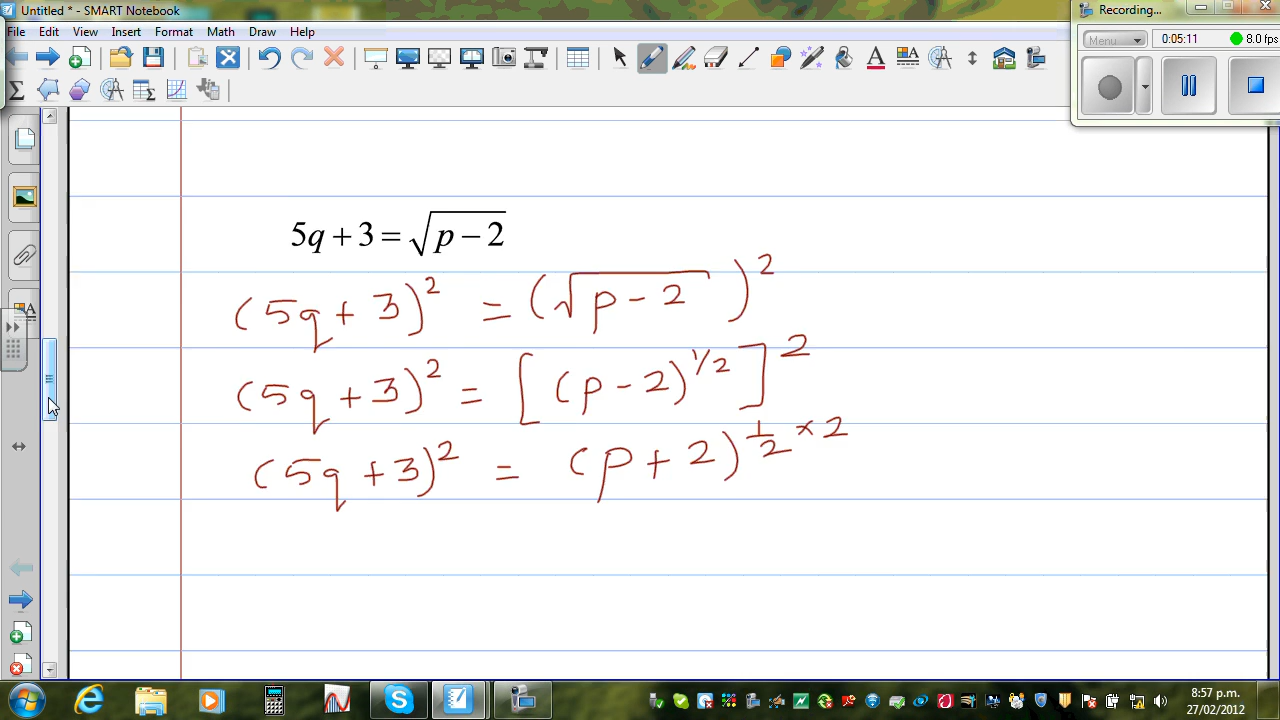 Untitled * - SMART Notebook
Recording...
File Edit View Insert Format Math Draw Help
Menu 0:05:11 8.0 fps
5q + 3 = √(p − 2)
(5q + 3)² = (√p − 2)²
(5q + 3)² = [(p − 2)^1/2]²
(5q + 3)² = (p + 2)^1/2 × 2
8:57 p.m.
27/02/2012